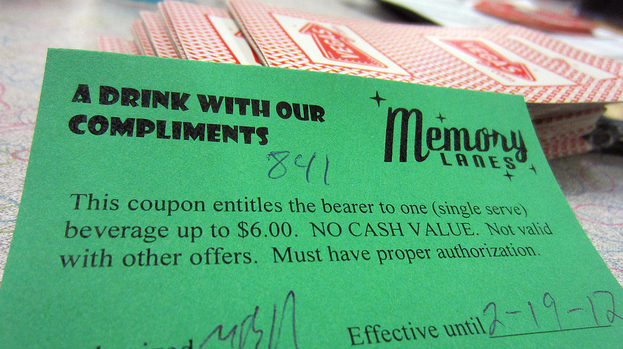 A DRINK WITH OUR
COMPLIMENTS
Memory
LANES
841
This coupon entitles the bearer to one (single serve)
beverage up to $6.00. NO CASH VALUE. Not valid
with other offers. Must have proper authorization.
Effective until 2-19-12